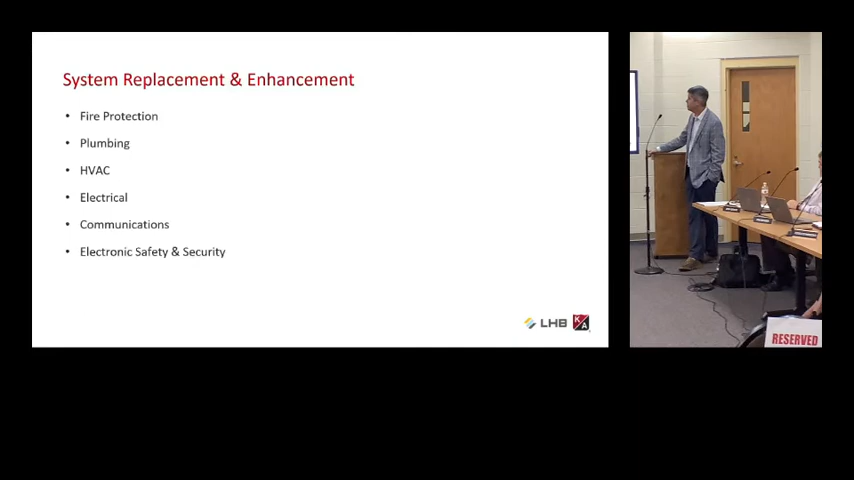 System Replacement & Enhancement
• Fire Protection
• Plumbing
• HVAC
• Electrical
• Communications
• Electronic Safety & Security
LHB
K
A
RESERVED